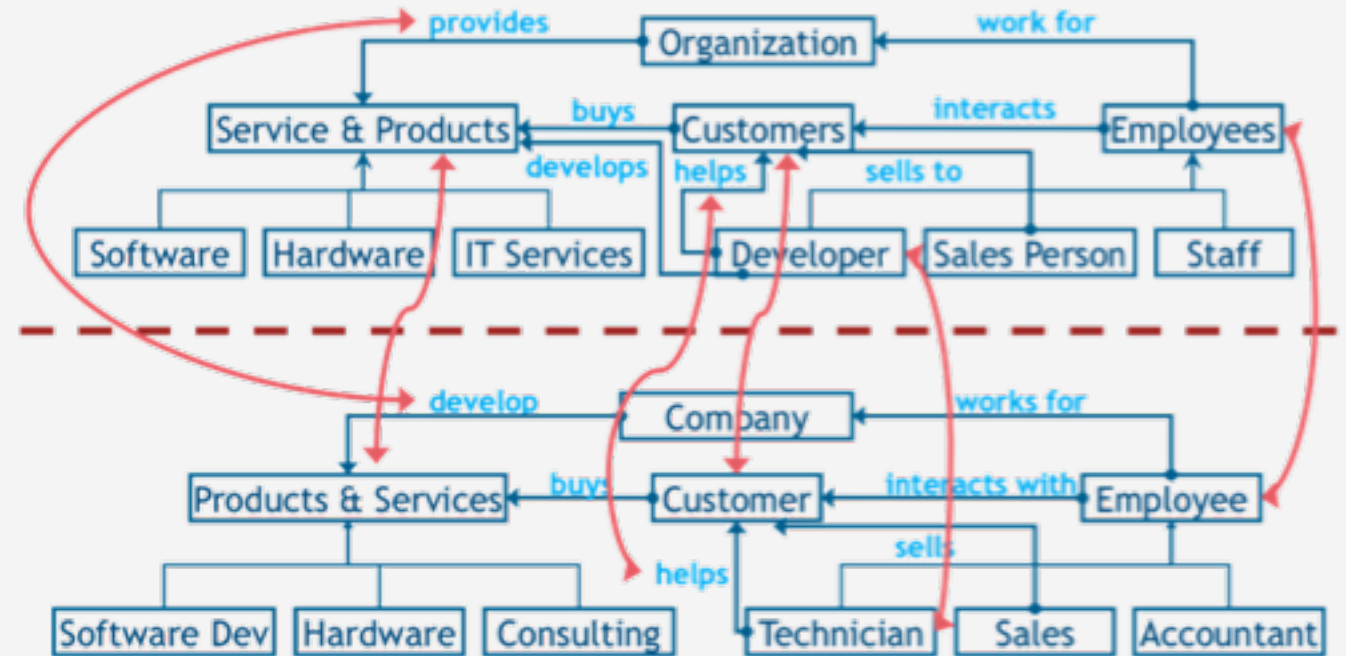 provides
Organization
work for
Service & Products
buys
Customers
interacts
Employees
develops
helps
sells to
Software
Hardware
IT Services
Developer
Sales Person
Staff
develop
Company
works for
Products & Services
buys
Customer
interacts with
Employee
sells
helps
Software Dev
Hardware
Consulting
Technician
Sales
Accountant